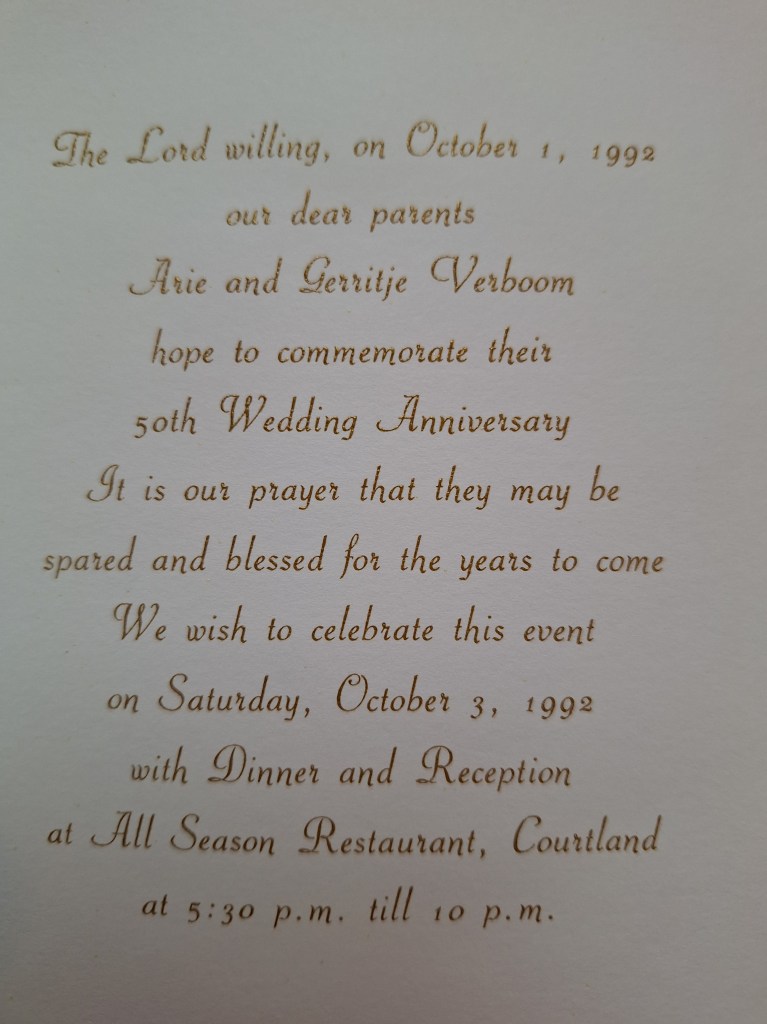 The Lord willing, on October 1, 1992
our dear parents
Arie and Gerritje Verboom
hope to commemorate their
50th Wedding Anniversary
It is our prayer that they may be
spared and blessed for the years to come
We wish to celebrate this event
on Saturday, October 3, 1992
with Dinner and Reception
at All Season Restaurant, Courtland
at 5:30 p.m. till 10 p.m.